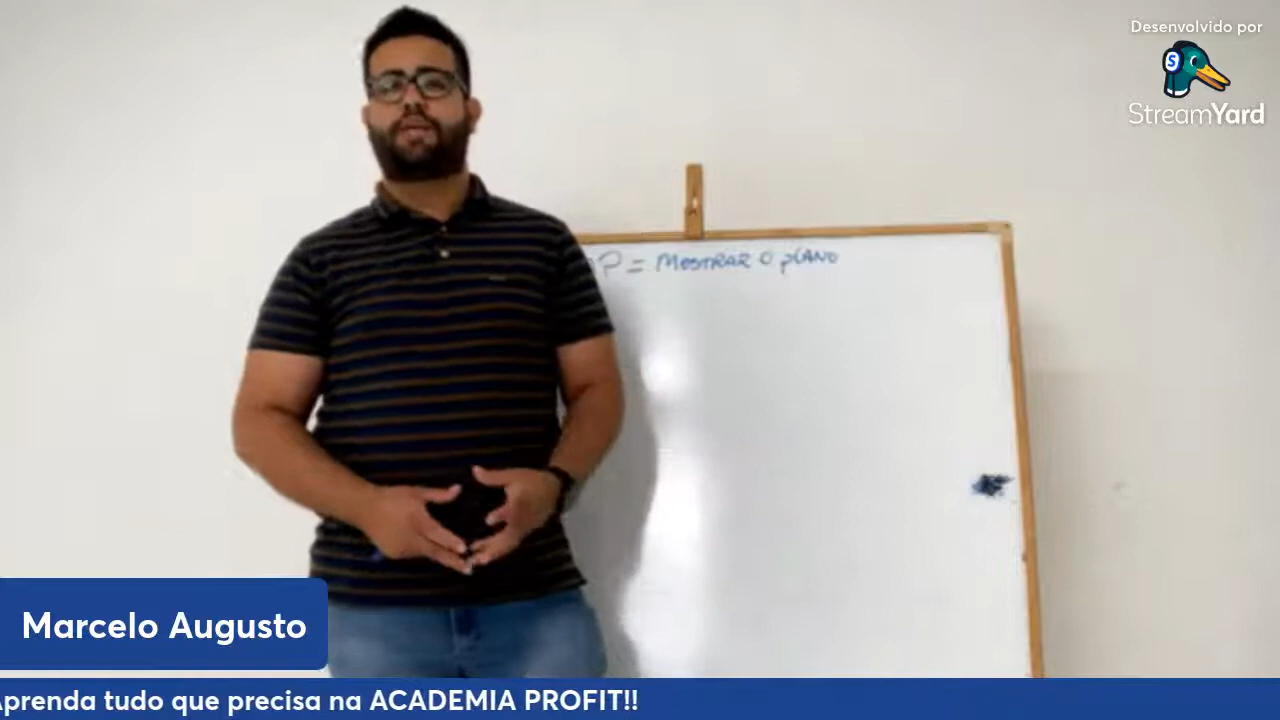 Desenvolvido por
StreamYard
P = MOSTRAR O PLANO
Marcelo Augusto
Aprenda tudo que precisa na ACADEMIA PROFIT!!